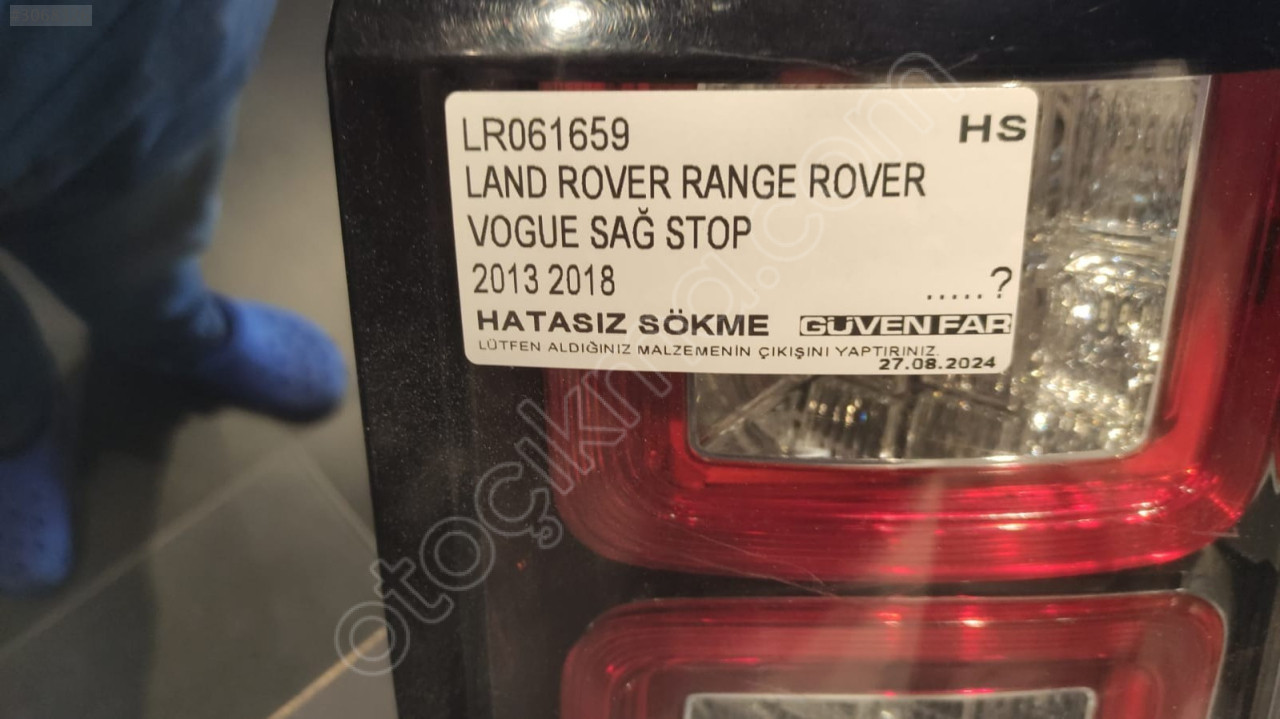 LR061659
HS
LAND ROVER RANGE ROVER
VOGUE SAĞ STOP
2013 2018
.....?
HATASIZ SÖKME
GÜVEN FAR
LÜTFEN ALDIĞINIZ MALZEMENİN ÇIKIŞINI YAPTIRINIZ.
27.08.2024
otoçıkma.com